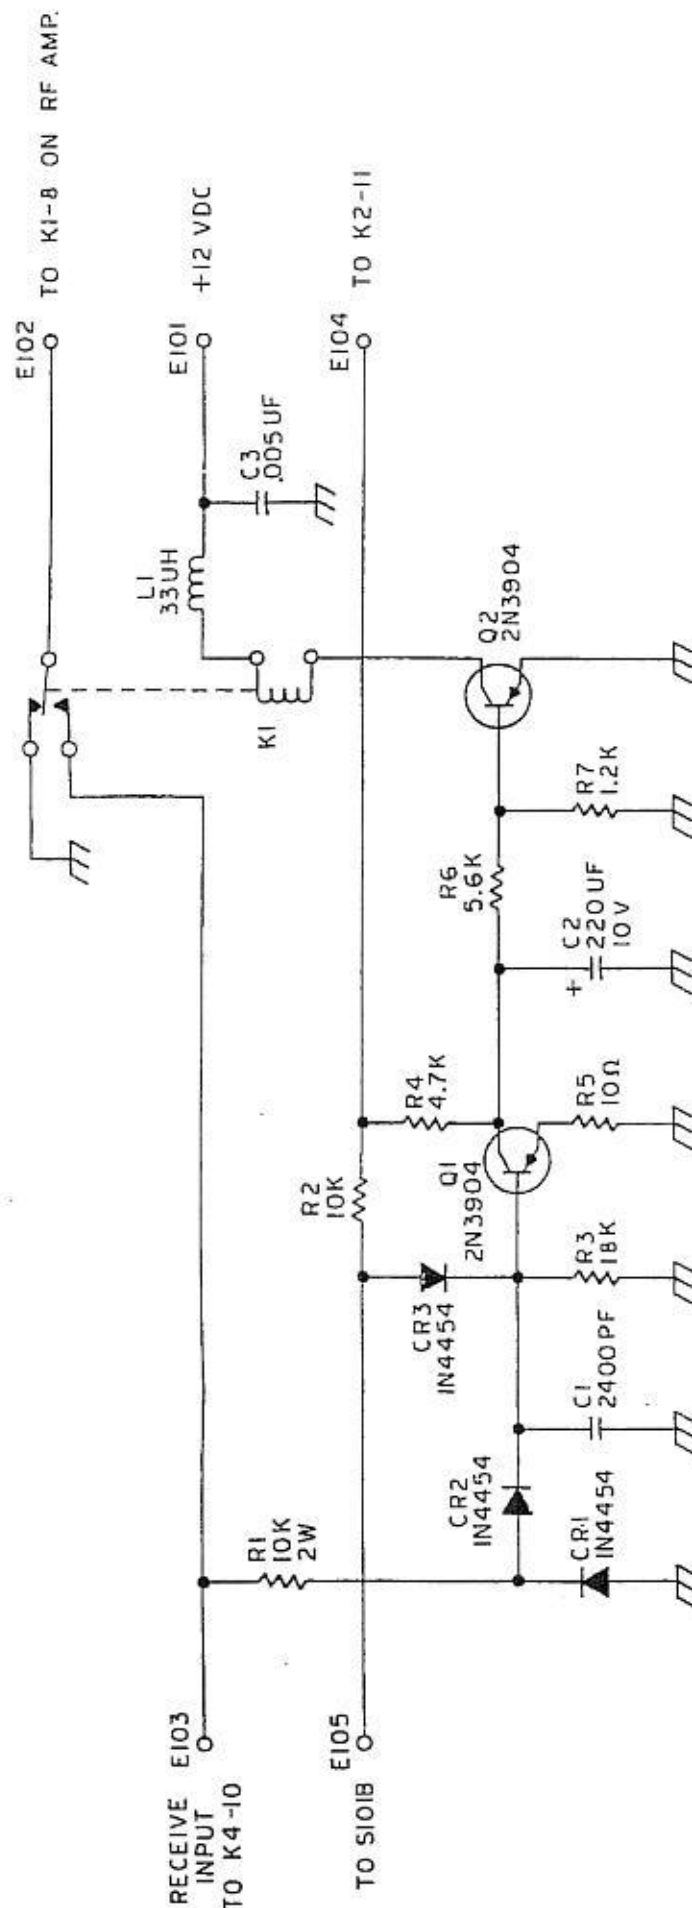 TO K1-8 ON RF AMP.
E102
+12 VDC
E101
TO K2-11
E104
C3
.005UF
L1
33UH
K1
Q2
2N3904
R7
1.2K
R6
5.6K
C2
220UF
10V
+
R4
4.7K
R5
10Ω
Q1
2N3904
R2
10K
R3
18K
CR3
1N4454
C1
2400PF
CR2
1N4454
CR1
1N4454
R1
10K
2W
E103
RECEIVE
INPUT
TO K4-10
E105
TO S101B